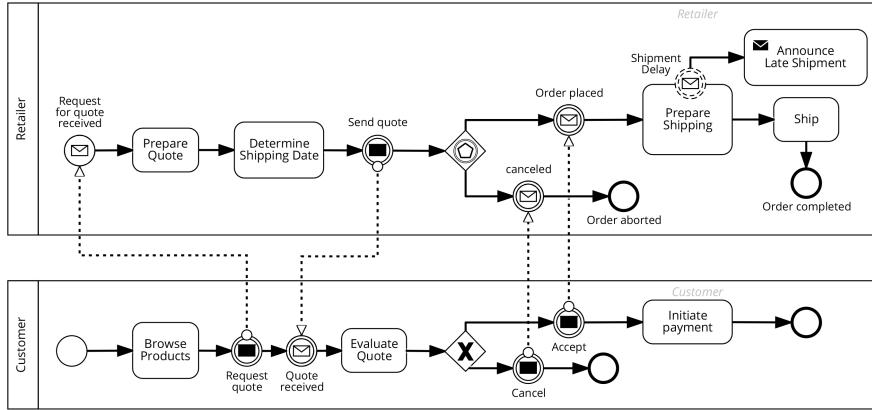 Retailer
Retailer
Request
for quote
received
Prepare
Quote
Determine
Shipping Date
Send quote
Order placed
canceled
Order aborted
Shipment
Delay
Prepare
Shipping
Announce
Late Shipment
Ship
Order completed
Customer
Customer
Browse
Products
Request
quote
Quote
received
Evaluate
Quote
X
Accept
Cancel
Initiate
payment